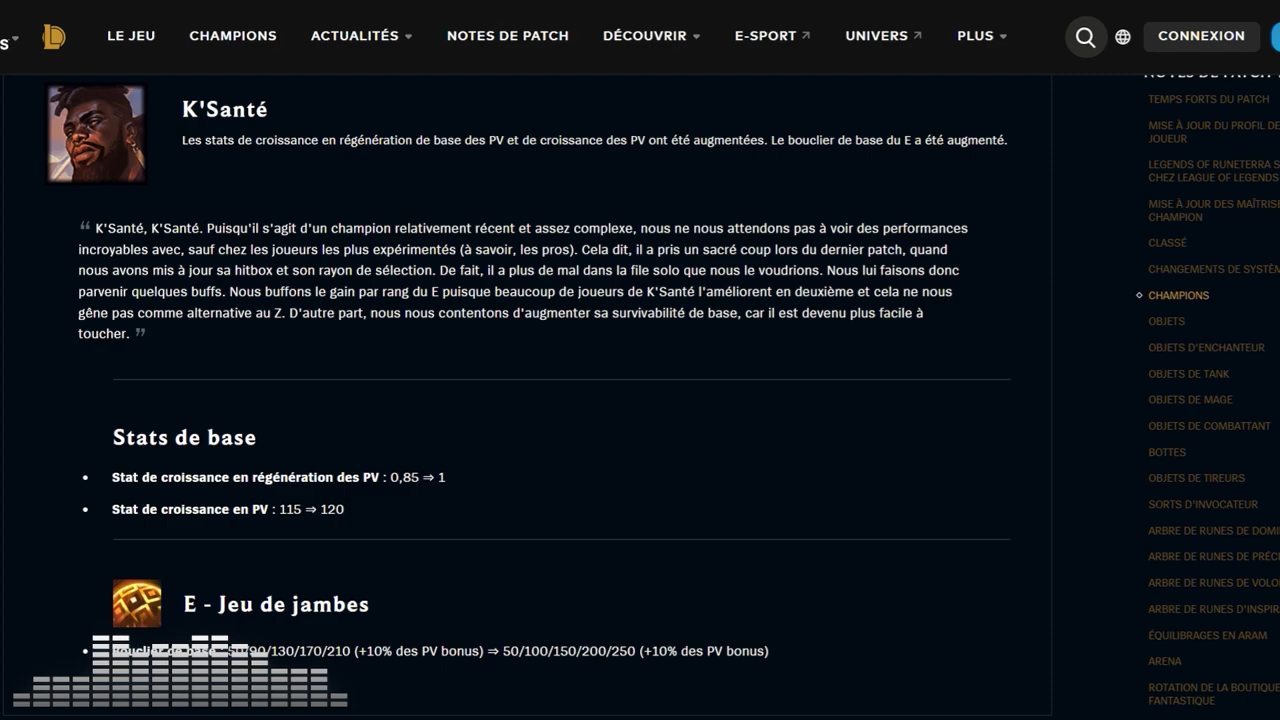 LE JEU
CHAMPIONS
ACTUALITÉS
NOTES DE PATCH
DÉCOUVRIR
E-SPORT
UNIVERS
PLUS
CONNEXION
K'Santé
Les stats de croissance en régénération de base des PV et de croissance des PV ont été augmentées. Le bouclier de base du E a été augmenté.
“ K'Santé, K'Santé. Puisqu'il s'agit d'un champion relativement récent et assez complexe, nous ne nous attendons pas à voir des performances
incroyables avec, sauf chez les joueurs les plus expérimentés (à savoir, les pros). Cela dit, il a pris un sacré coup lors du dernier patch, quand
nous avons mis à jour sa hitbox et son rayon de sélection. De fait, il a plus de mal dans la file solo que nous le voudrions. Nous lui faisons donc
parvenir quelques buffs. Nous buffons le gain par rang du E puisque beaucoup de joueurs de K'Santé l'améliorent en deuxième et cela ne nous
gêne pas comme alternative au Z. D'autre part, nous nous contentons d'augmenter sa survivabilité de base, car il est devenu plus facile à
toucher. ”
Stats de base
• Stat de croissance en régénération des PV : 0,85 ⇒ 1
• Stat de croissance en PV : 115 ⇒ 120
E - Jeu de jambes
• Bouclier de base : 50/90/130/170/210 (+10% des PV bonus) ⇒ 50/100/150/200/250 (+10% des PV bonus)
NOTES DE PATCH
TEMPS FORTS DU PATCH
MISE À JOUR DU PROFIL DE
JOUEUR
LEGENDS OF RUNETERRA S
CHEZ LEAGUE OF LEGENDS
MISE À JOUR DES MAÎTRISE
CHAMPION
CLASSÉ
CHANGEMENTS DE SYSTÈM
CHAMPIONS
OBJETS
OBJETS D'ENCHANTEUR
OBJETS DE TANK
OBJETS DE MAGE
OBJETS DE COMBATTANT
BOTTES
OBJETS DE TIREURS
SORTS D'INVOCATEUR
ARBRE DE RUNES DE DOMI
ARBRE DE RUNES DE PRÉCI
ARBRE DE RUNES DE VOLO
ARBRE DE RUNES D'INSPIR
ÉQUILIBRAGES EN ARAM
ARENA
ROTATION DE LA BOUTIQUE
FANTASTIQUE